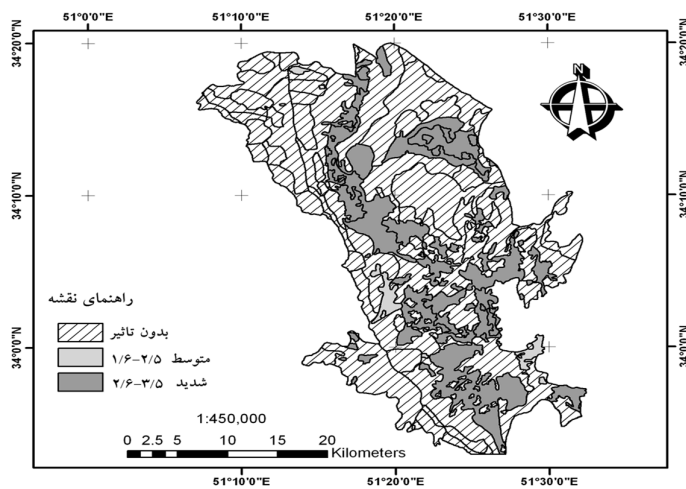 51°0'0"E 51°10'0"E 51°20'0"E 51°30'0"E
34°20'0"N 34°20'0"N
N
34°10'0"N 34°10'0"N
34°0'0"N 34°0'0"N
راهنمای نقشه
بدون تاثیر
متوسط ۱/۶-۲/۵
شدید ۲/۶-۳/۵
1:450,000
0 2.5 5 10 15 20
Kilometers
51°10'0"E 51°20'0"E 51°30'0"E